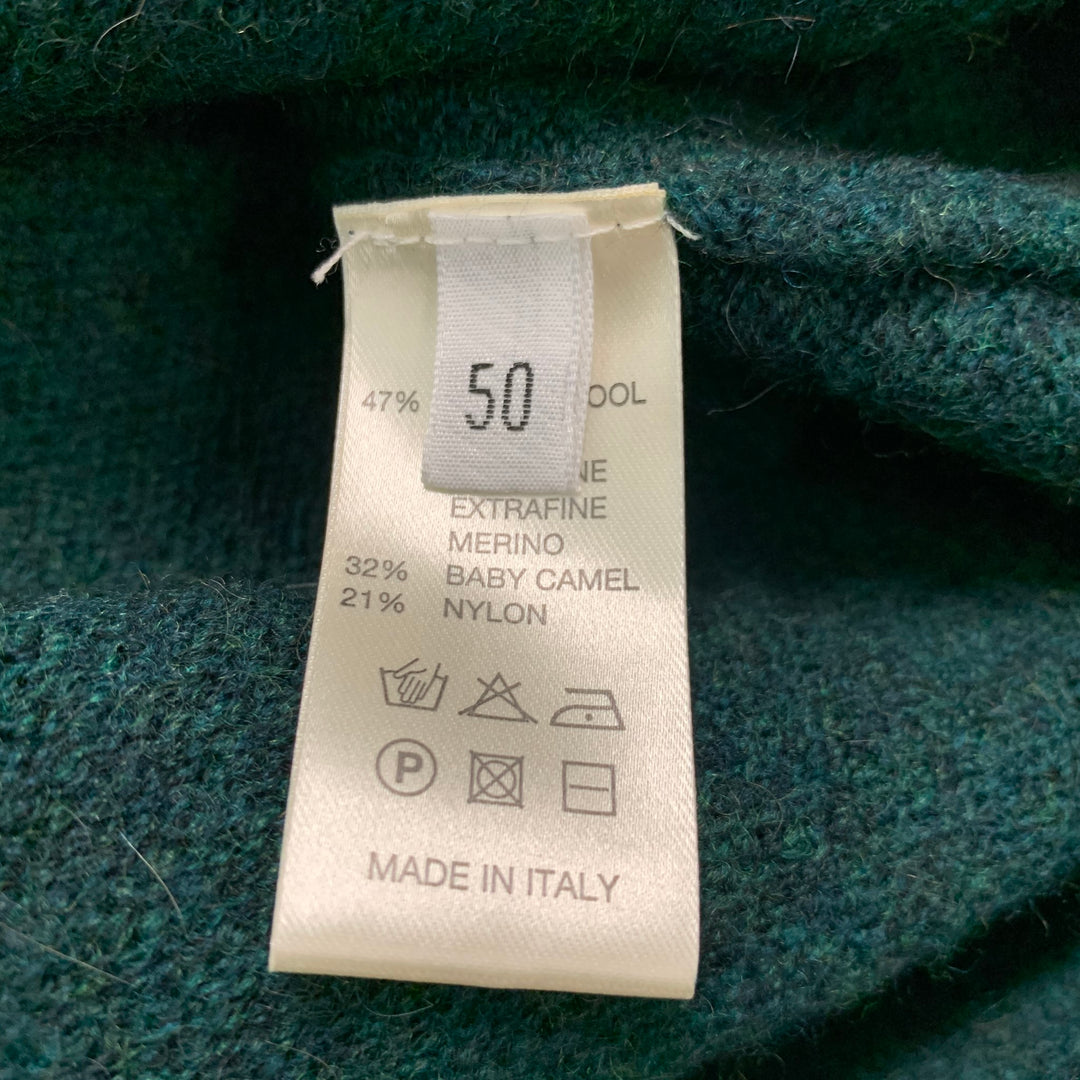 50
47% OOL
NE
EXTRAFINE
MERINO
32% BABY CAMEL
21% NYLON
P
MADE IN ITALY